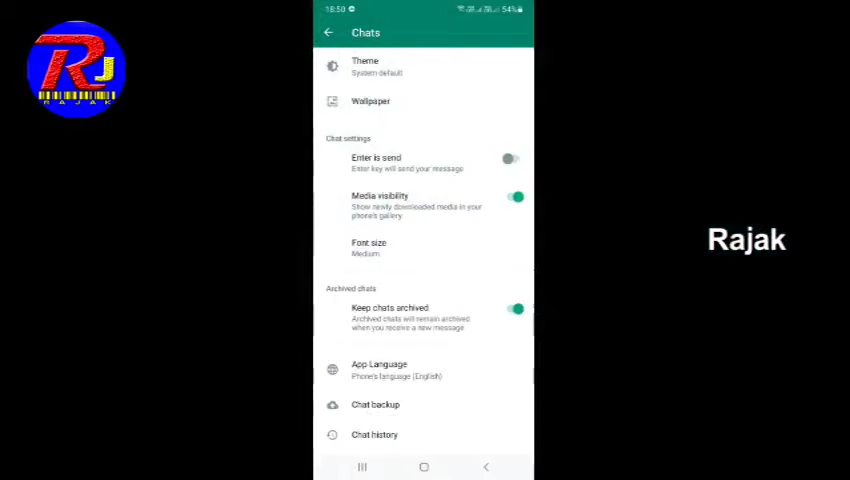 18:50 54%
Chats
RJ
RAJAK
Theme
System default
Wallpaper
Chat settings
Enter is send
Enter key will send your message
Media visibility
Show newly downloaded media in your
phone's gallery
Font size
Medium
Rajak
Archived chats
Keep chats archived
Archived chats will remain archived
when you receive a new message
App Language
Phone's language (English)
Chat backup
Chat history